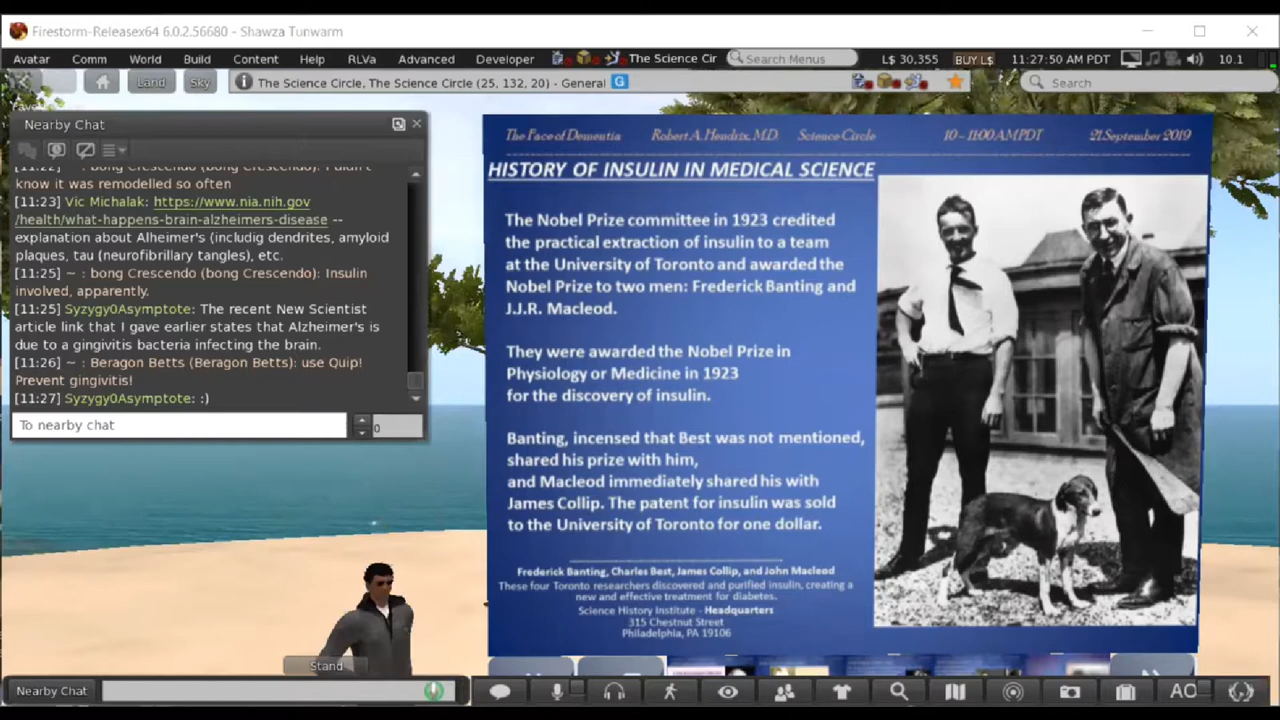 Firestorm-Releasex64 6.0.2.56680 - Shawza Tunwarm
Avatar Comm World Build Content Help RLVa Advanced Developer The Science Cir Search Menus L$ 30,355 BUY L$ 11:27:50 AM PDT 10.1
Land Sky The Science Circle, The Science Circle (25, 132, 20) - General G Search
Nearby Chat
know it was remodelled so often
[11:23] Vic Michalak: https://www.nia.nih.gov
/health/what-happens-brain-alzheimers-disease --
explanation about Alheimer's (includig dendrites, amyloid
plaques, tau (neurofibrillary tangles), etc.
[11:25] ~ : bong Crescendo (bong Crescendo): Insulin
involved, apparently.
[11:25] Syzygy0Asymptote: The recent New Scientist
article link that I gave earlier states that Alzheimer's is
due to a gingivitis bacteria infecting the brain.
[11:26] ~ : Beragon Betts (Beragon Betts): use Quip!
Prevent gingivitis!
[11:27] Syzygy0Asymptote: :)
To nearby chat 0
The Face of Dementia Robert A. Hendrix, M.D. Science Circle 10 - 11:00 AM PDT 21 September 2019
HISTORY OF INSULIN IN MEDICAL SCIENCE
The Nobel Prize committee in 1923 credited
the practical extraction of insulin to a team
at the University of Toronto and awarded the
Nobel Prize to two men: Frederick Banting and
J.J.R. Macleod.
They were awarded the Nobel Prize in
Physiology or Medicine in 1923
for the discovery of insulin.
Banting, incensed that Best was not mentioned,
shared his prize with him,
and Macleod immediately shared his with
James Collip. The patent for insulin was sold
to the University of Toronto for one dollar.
Frederick Banting, Charles Best, James Collip, and John Macleod
These four Toronto researchers discovered and purified insulin, creating a
new and effective treatment for diabetes.
Science History Institute - Headquarters
315 Chestnut Street
Philadelphia, PA 19106
Stand
Nearby Chat AO